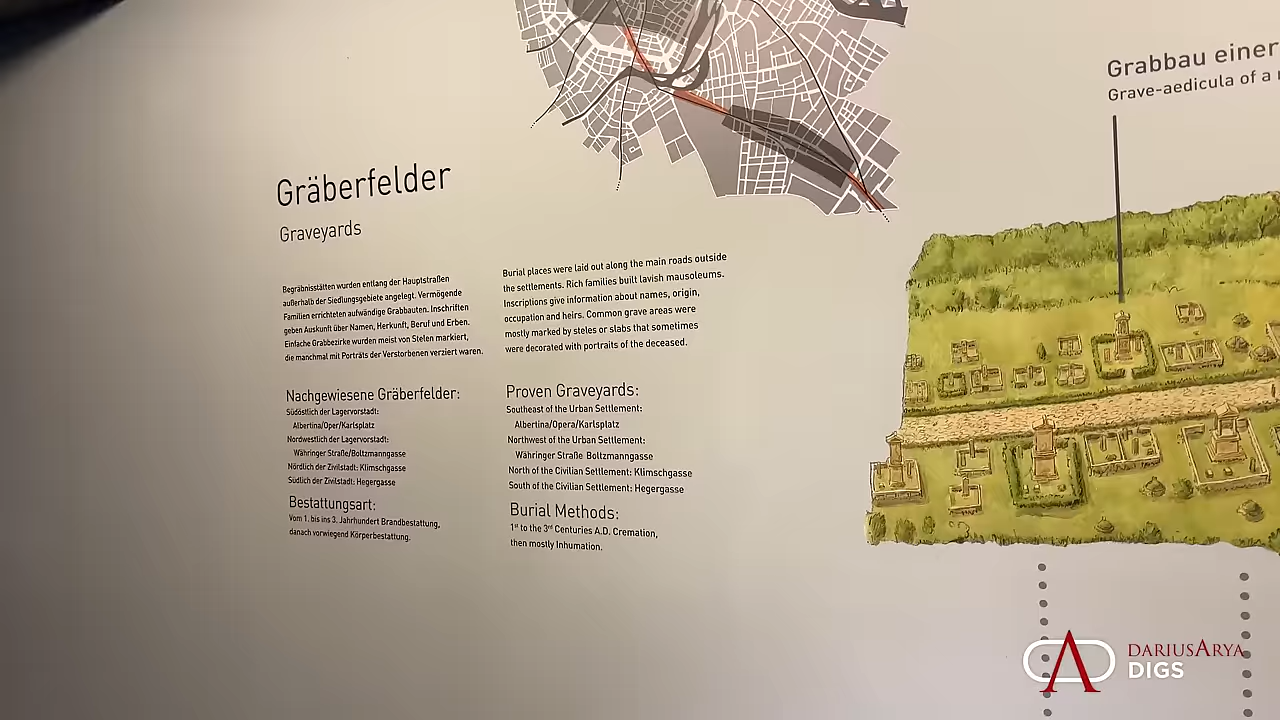 Grabbau einer
Grave-aedicula of a
Gräberfelder
Graveyards
Begräbnisstätten wurden entlang der Hauptstraßen
außerhalb der Siedlungsgebiete angelegt. Vermögende
Familien errichteten aufwändige Grabbauten. Inschriften
geben Auskunft über Namen, Herkunft, Beruf und Erben.
Einfache Grabbezirke wurden meist von Stelen markiert,
die manchmal mit Porträts der Verstorbenen verziert waren.
Nachgewiesene Gräberfelder:
Südöstlich der Lagervorstadt:
Albertina/Oper/Karlsplatz
Nordwestlich der Lagervorstadt:
Währinger Straße/Boltzmanngasse
Nördlich der Zivilstadt: Klimschgasse
Südlich der Zivilstadt: Hegergasse
Bestattungsart:
Vom 1. bis ins 3. Jahrhundert Brandbestattung,
danach vorwiegend Körperbestattung.
Burial places were laid out along the main roads outside
the settlements. Rich families built lavish mausoleums.
Inscriptions give information about names, origin,
occupation and heirs. Common grave areas were
mostly marked by steles or slabs that sometimes
were decorated with portraits of the deceased.
Proven Graveyards:
Southeast of the Urban Settlement:
Albertina/Opera/Karlsplatz
Northwest of the Urban Settlement:
Währinger Straße Boltzmanngasse
North of the Civilian Settlement: Klimschgasse
South of the Civilian Settlement: Hegergasse
Burial Methods:
1st to the 3rd Centuries A.D. Cremation,
then mostly Inhumation.
DARIUSARYA
DIGS